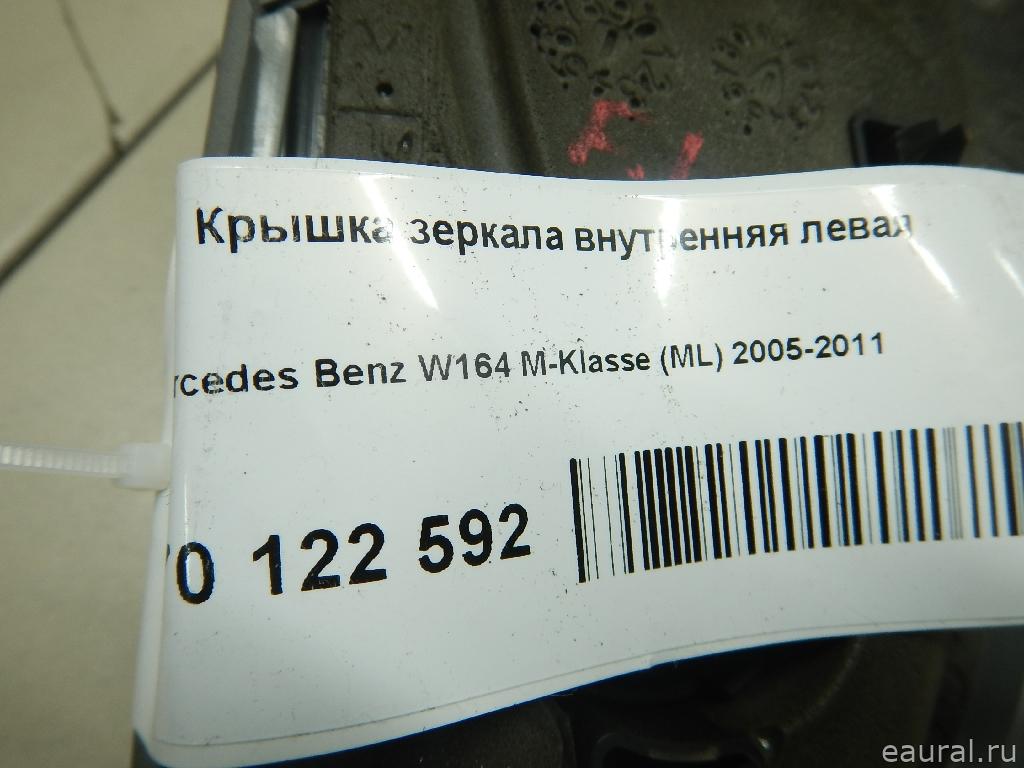 Крышка зеркала внутренняя левая
rcedes Benz W164 M-Klasse (ML) 2005-2011
0 122 592
eaural.ru